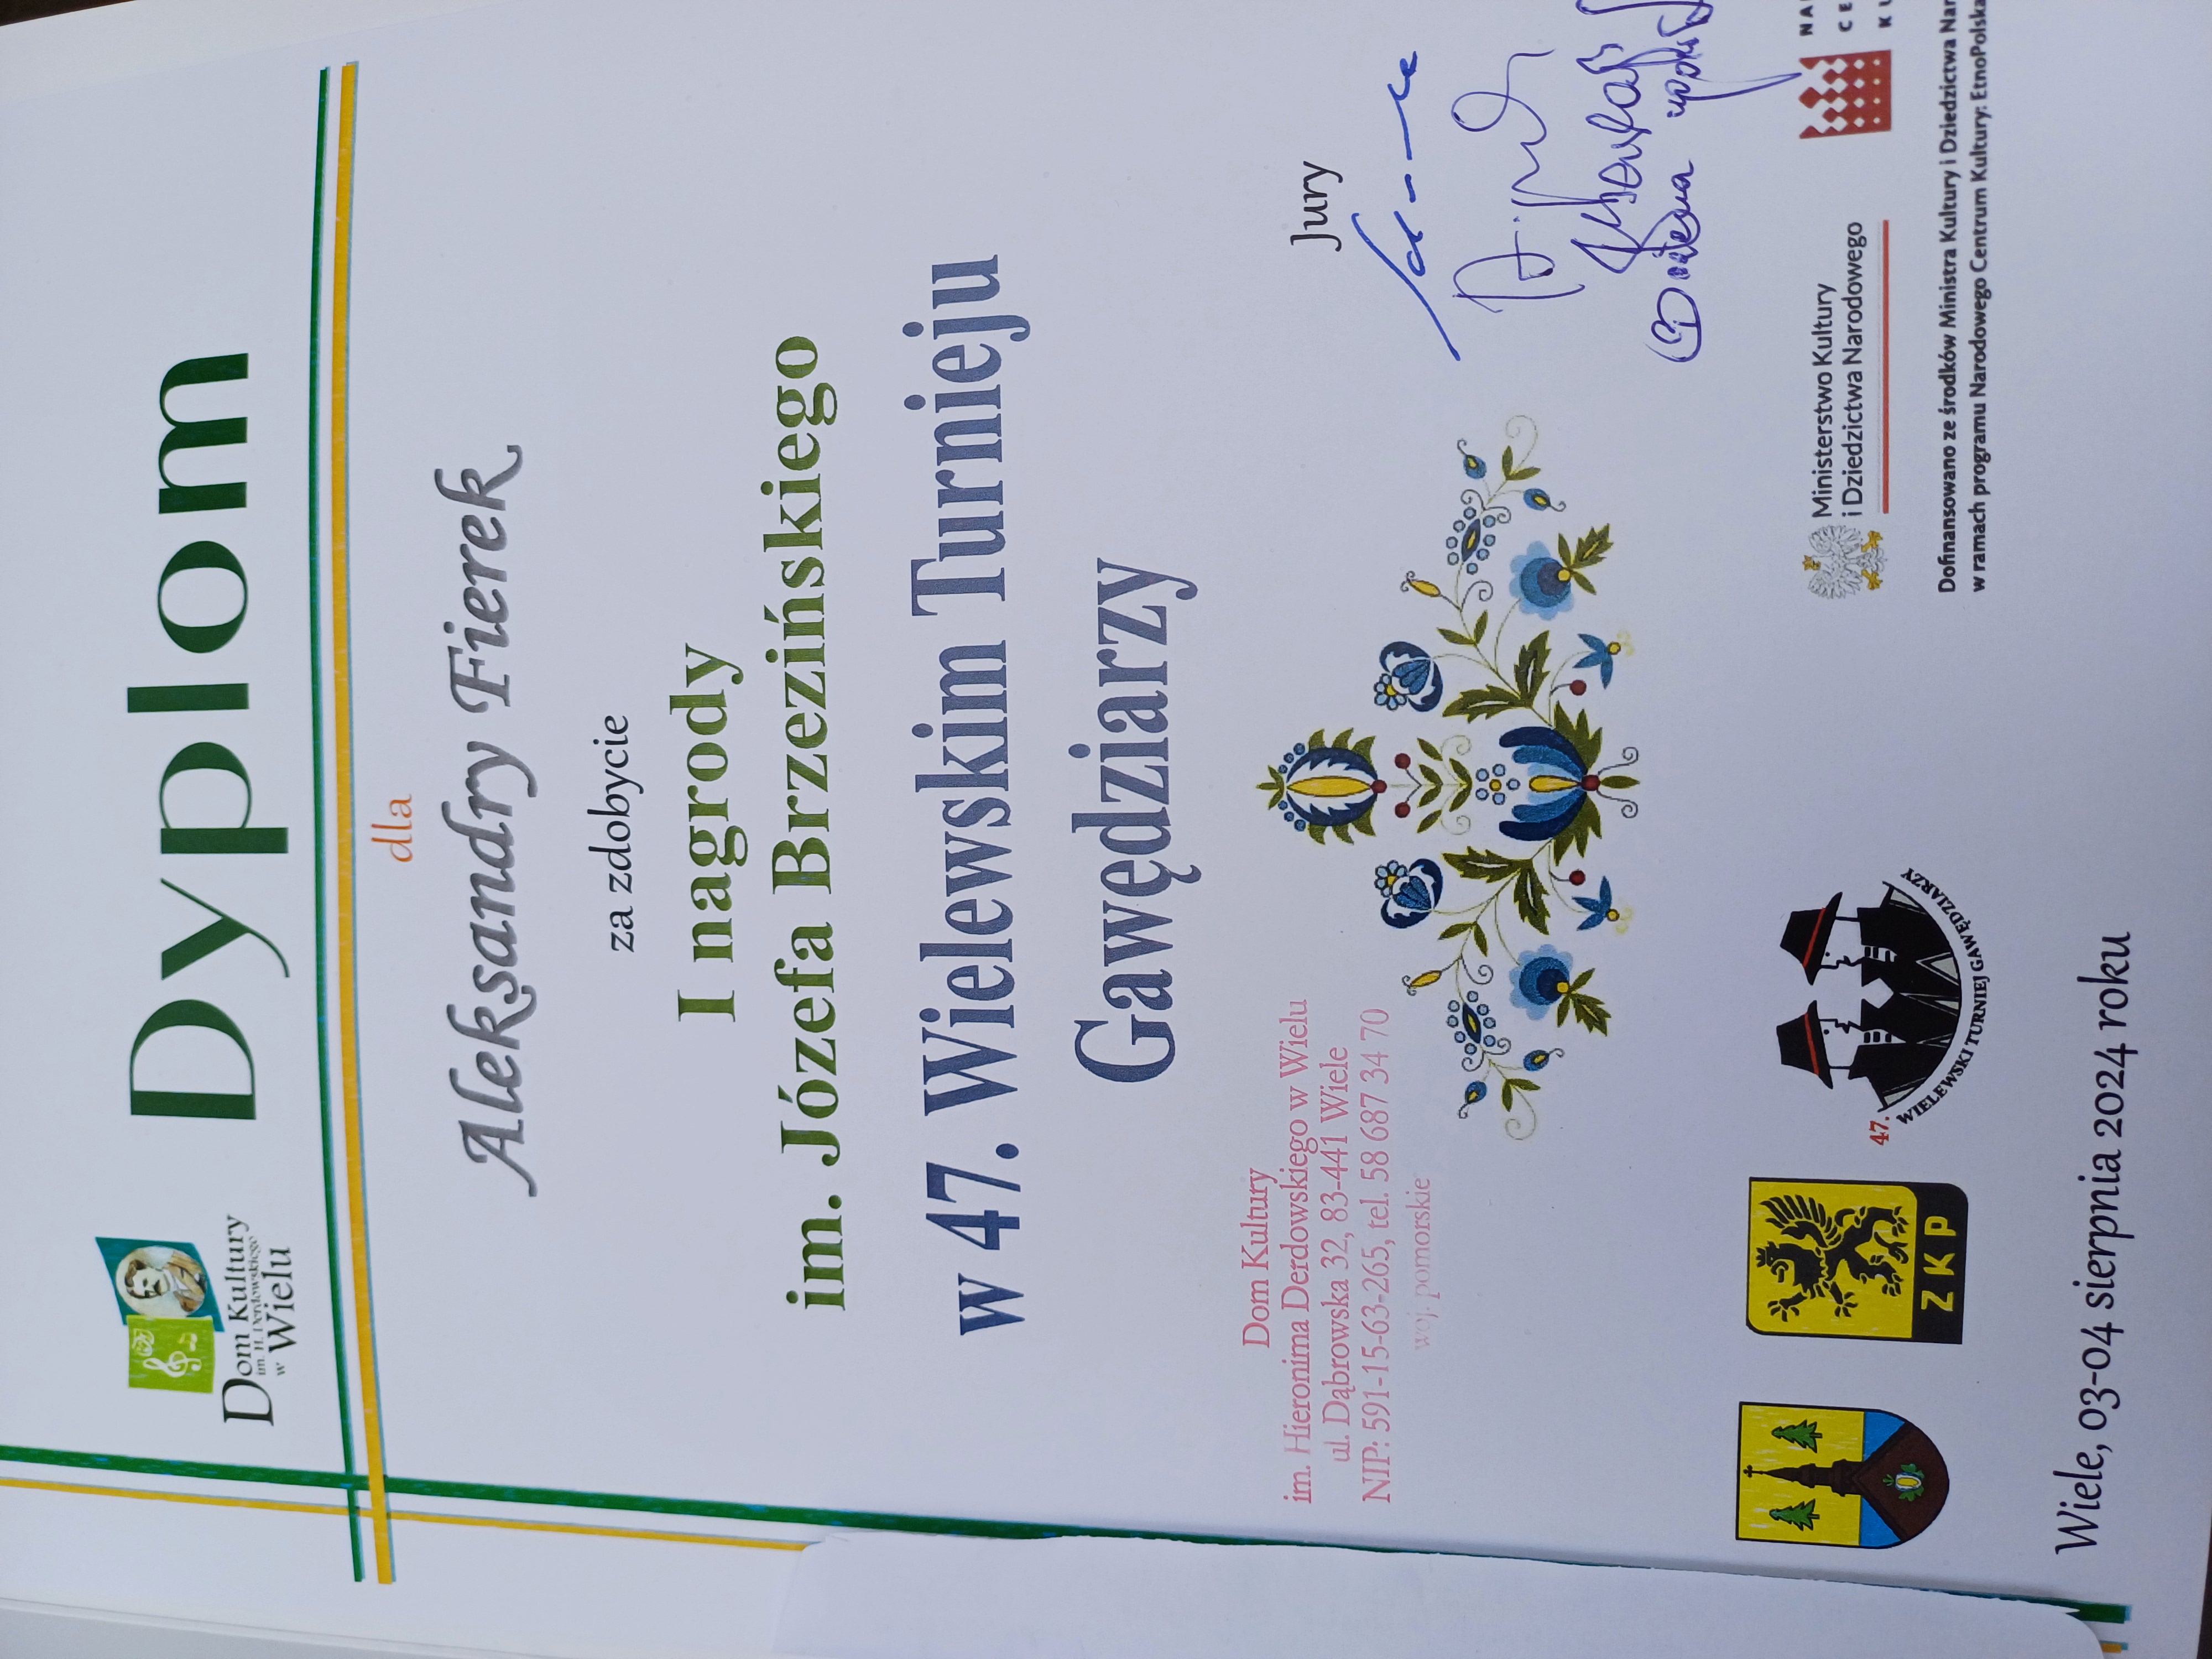 Dom Kultury
im. H. Derdowskiego
w Wielu
Dyplom
dla
Aleksandry Fierek
za zdobycie
I nagrody
im. Józefa Brzezińskiego
w 47. Wielewskim Turnieju
Gawędziarzy
Dom Kultury
im. Hieronima Derdowskiego w Wielu
ul. Dąbrowska 32, 83-441 Wiele
NIP: 591-15-63-265, tel. 58 687 34 70
woj. pomorskie
Jury
ZKP
47.
WIELEWSKI TURNIEJ GAWĘDZIARZY
Ministerstwo Kultury
i Dziedzictwa Narodowego
NA
CE
KU
Dofinansowano ze środków Ministra Kultury i Dziedzictwa Nar
w ramach programu Narodowego Centrum Kultury: EtnoPolska
Wiele, 03-04 sierpnia 2024 roku